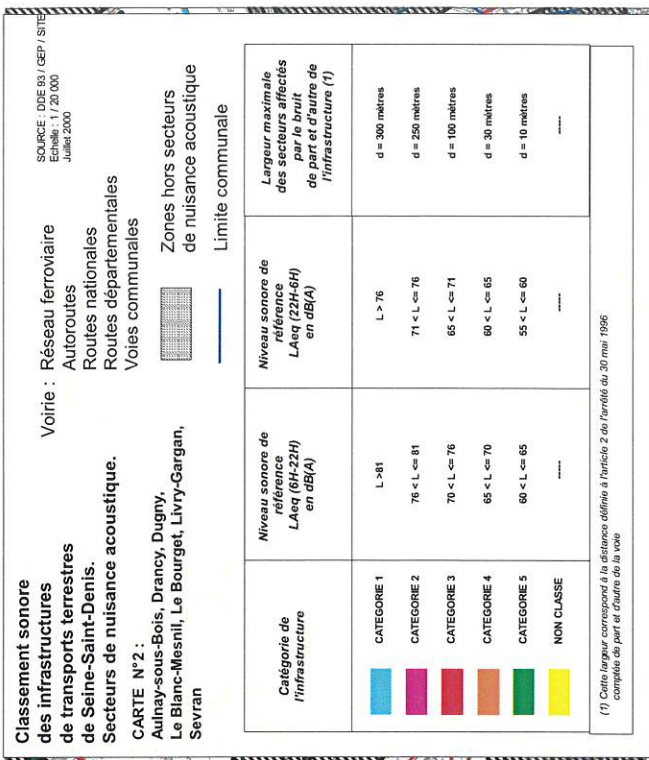 Classement sonore
des infrastructures
de transports terrestres
de Seine-Saint-Denis.
Secteurs de nuisance acoustique.
CARTE N°2 :
Aulnay-sous-Bois, Drancy, Dugny,
Le Blanc-Mesnil, Le Bourget, Livry-Gargan,
Sevran
Voirie : Réseau ferroviaire
Autoroutes
Routes nationales
Routes départementales
Voies communales
SOURCE : DDE 93 / GEP / SITE
Echelle : 1 / 20 000
Juillet 2000
Zones hors secteurs
de nuisance acoustique
Limite communale
Catégorie de
l'infrastructure
Niveau sonore de
référence
LAeq (6H-22H)
en dB(A)
Niveau sonore de
référence
LAeq (22H-6H)
en dB(A)
Largeur maximale
des secteurs affectés
par le bruit
de part et d'autre de
l'infrastructure (1)
CATEGORIE 1 L >81 L > 76 d = 300 mètres
CATEGORIE 2 76 < L <= 81 71 < L <= 76 d = 250 mètres
CATEGORIE 3 70 < L <= 76 65 < L <= 71 d = 100 mètres
CATEGORIE 4 65 < L <= 70 60 < L <= 65 d = 30 mètres
CATEGORIE 5 60 < L <= 65 55 < L <= 60 d = 10 mètres
NON CLASSE ----- ----- -----
(1) Cette largeur correspond à la distance définie à l'article 2 de l'arrêté du 30 mai 1996
comptée de part et d'autre de la voie